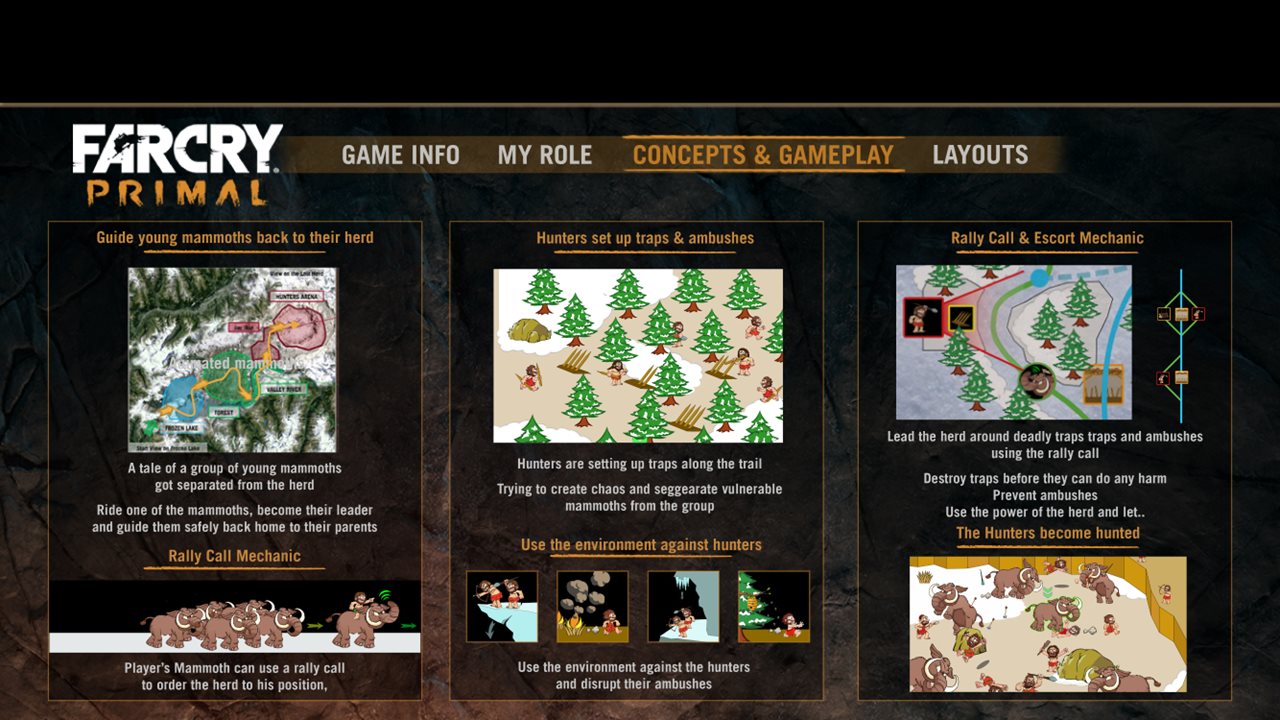 FARCRY
PRIMAL
GAME INFO
MY ROLE
CONCEPTS & GAMEPLAY
LAYOUTS
Guide young mammoths back to their herd
View on the Lost Herd
HUNTERS ARENA
VALLEY RIVER
FOREST
FROZEN LAKE
Start View on Frozen Lake
A tale of a group of young mammoths
got separated from the herd
Ride one of the mammoths, become their leader
and guide them safely back home to their parents
Rally Call Mechanic
Player's Mammoth can use a rally call
to order the herd to his position,
Hunters set up traps & ambushes
Hunters are setting up traps along the trail
Trying to create chaos and seggearate vulnerable
mammoths from the group
Use the environment against hunters
Use the environment against the hunters
and disrupt their ambushes
Rally Call & Escort Mechanic
Lead the herd around deadly traps traps and ambushes
using the rally call
Destroy traps before they can do any harm
Prevent ambushes
Use the power of the herd and let..
The Hunters become hunted